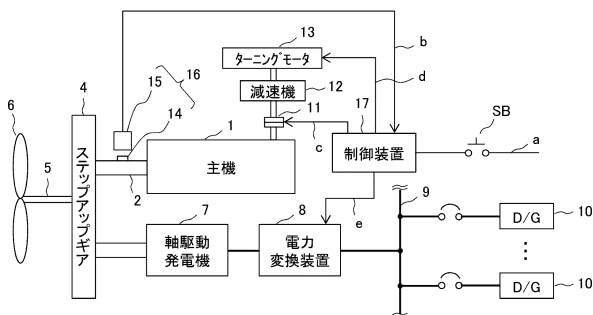 13
ターニングモータ
b
d
4
15
16
減速機
12
17
SB
6
14
11
1
c
制御装置
a
主機
5
ステップアップギア
2
e
9
7
8
軸駆動
発電機
電力
変換装置
D/G
10
⋮
D/G
10